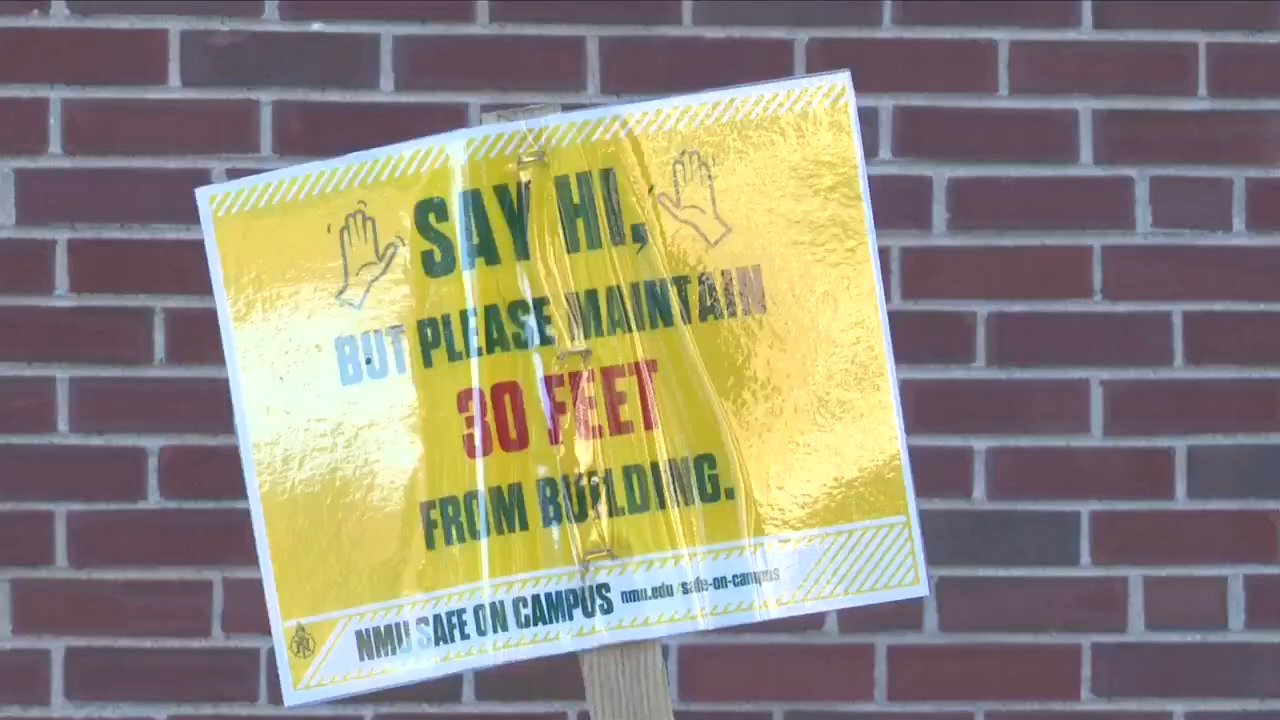 SAY HI,
BUT PLEASE MAINTAIN
30 FEET
FROM BUILDING.
NMU SAFE ON CAMPUS nmu.edu/safe-on-campus